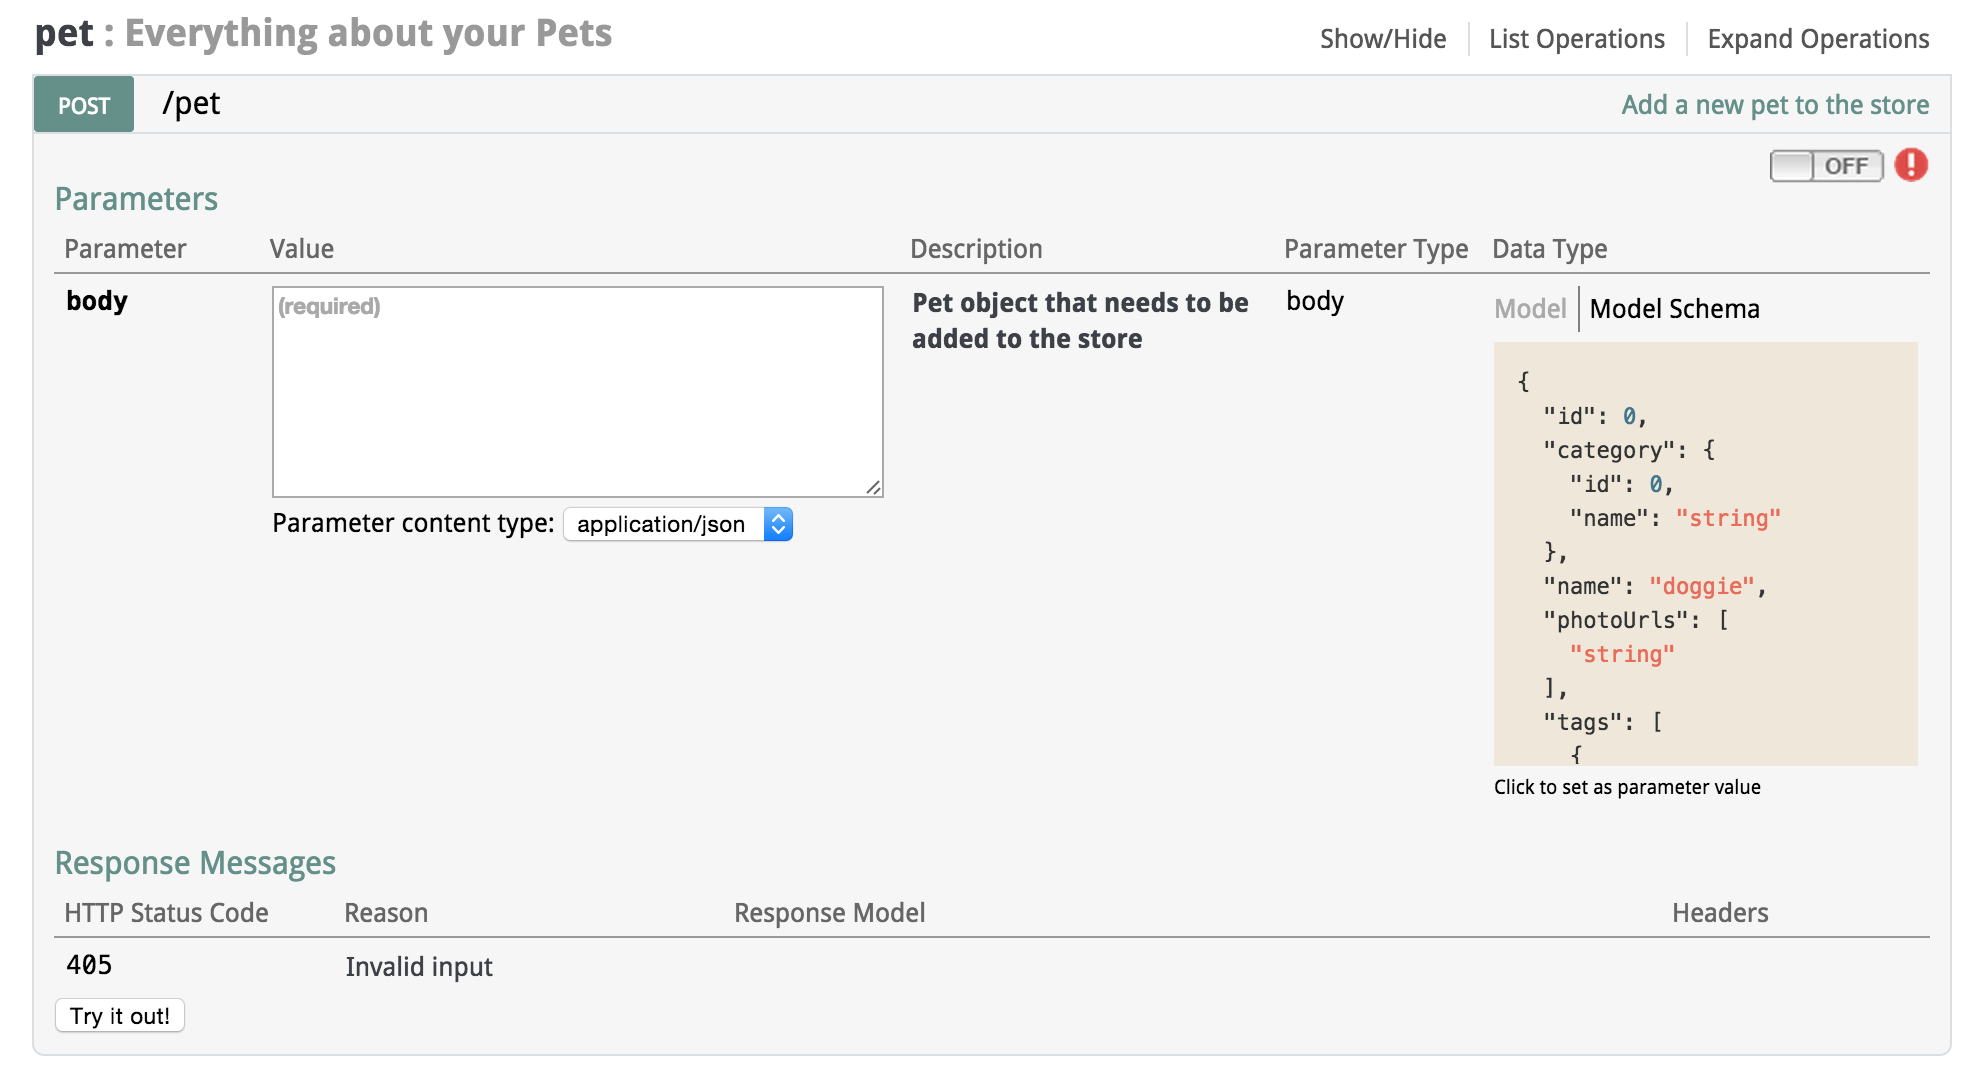 pet : Everything about your Pets
Show/Hide
List Operations
Expand Operations
POST
/pet
Add a new pet to the store
OFF
!
Parameters
Parameter
Value
Description
Parameter Type
Data Type
body
(required)
Parameter content type: application/json
Pet object that needs to be
added to the store
body
Model
Model Schema
{
"id": 0,
"category": {
"id": 0,
"name": "string"
},
"name": "doggie",
"photoUrls": [
"string"
],
"tags": [
{
Click to set as parameter value
Response Messages
HTTP Status Code
Reason
Response Model
Headers
405
Invalid input
Try it out!